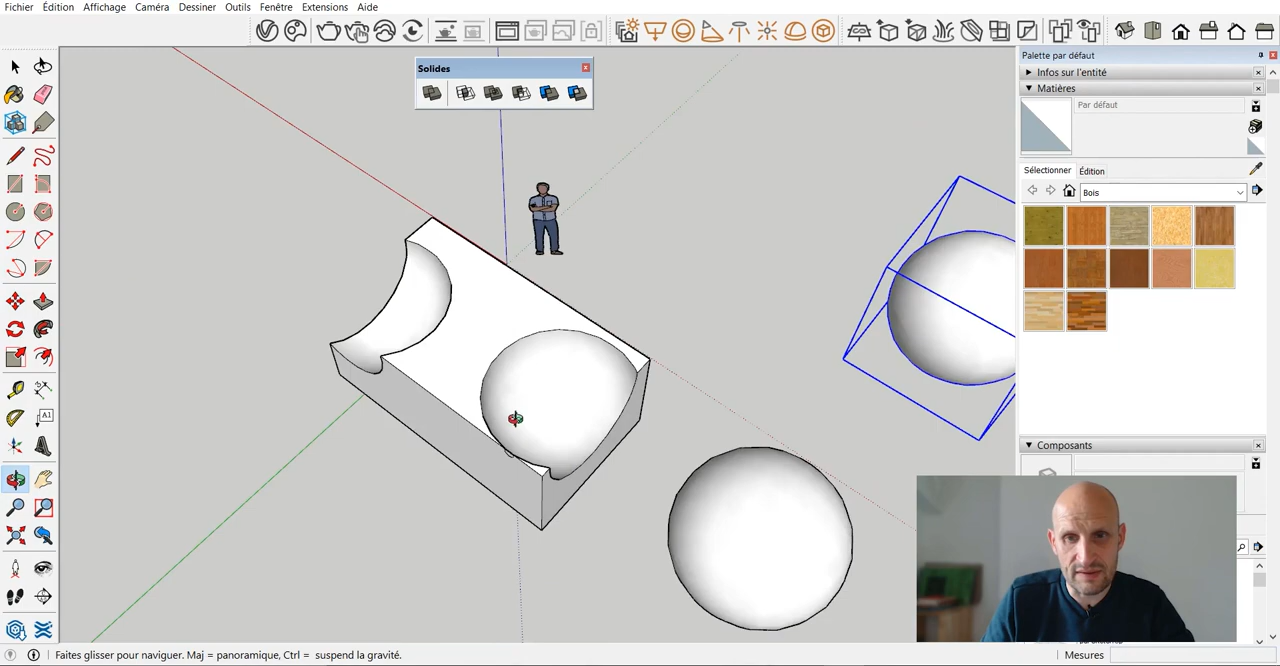 Fichier Édition Affichage Caméra Dessiner Outils Fenêtre Extensions Aide
Palette par défaut
Solides
Infos sur l'entité
Matières
Par défaut
Sélectionner Édition
Bois
A1
Composants
Faites glisser pour naviguer. Maj = panoramique, Ctrl = suspend la gravité.
Mesures